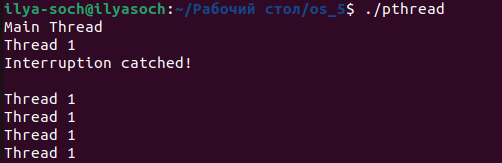 ilya-soch@ilyasoch:~/Рабочий стол/os_5$ ./pthread
Main Thread
Thread 1
Interruption catched!
Thread 1
Thread 1
Thread 1
Thread 1